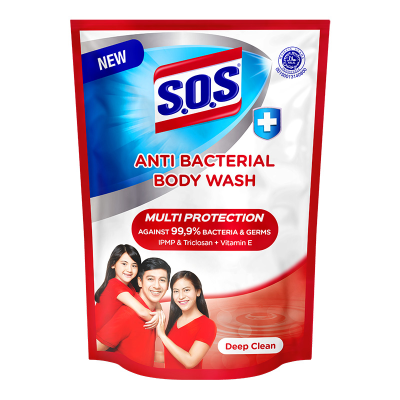 NEW
S.O.S
ANTI BACTERIAL
BODY WASH
MULTI PROTECTION
AGAINST 99,9% BACTERIA & GERMS
IPMP & Triclosan + Vitamin E
Deep Clean